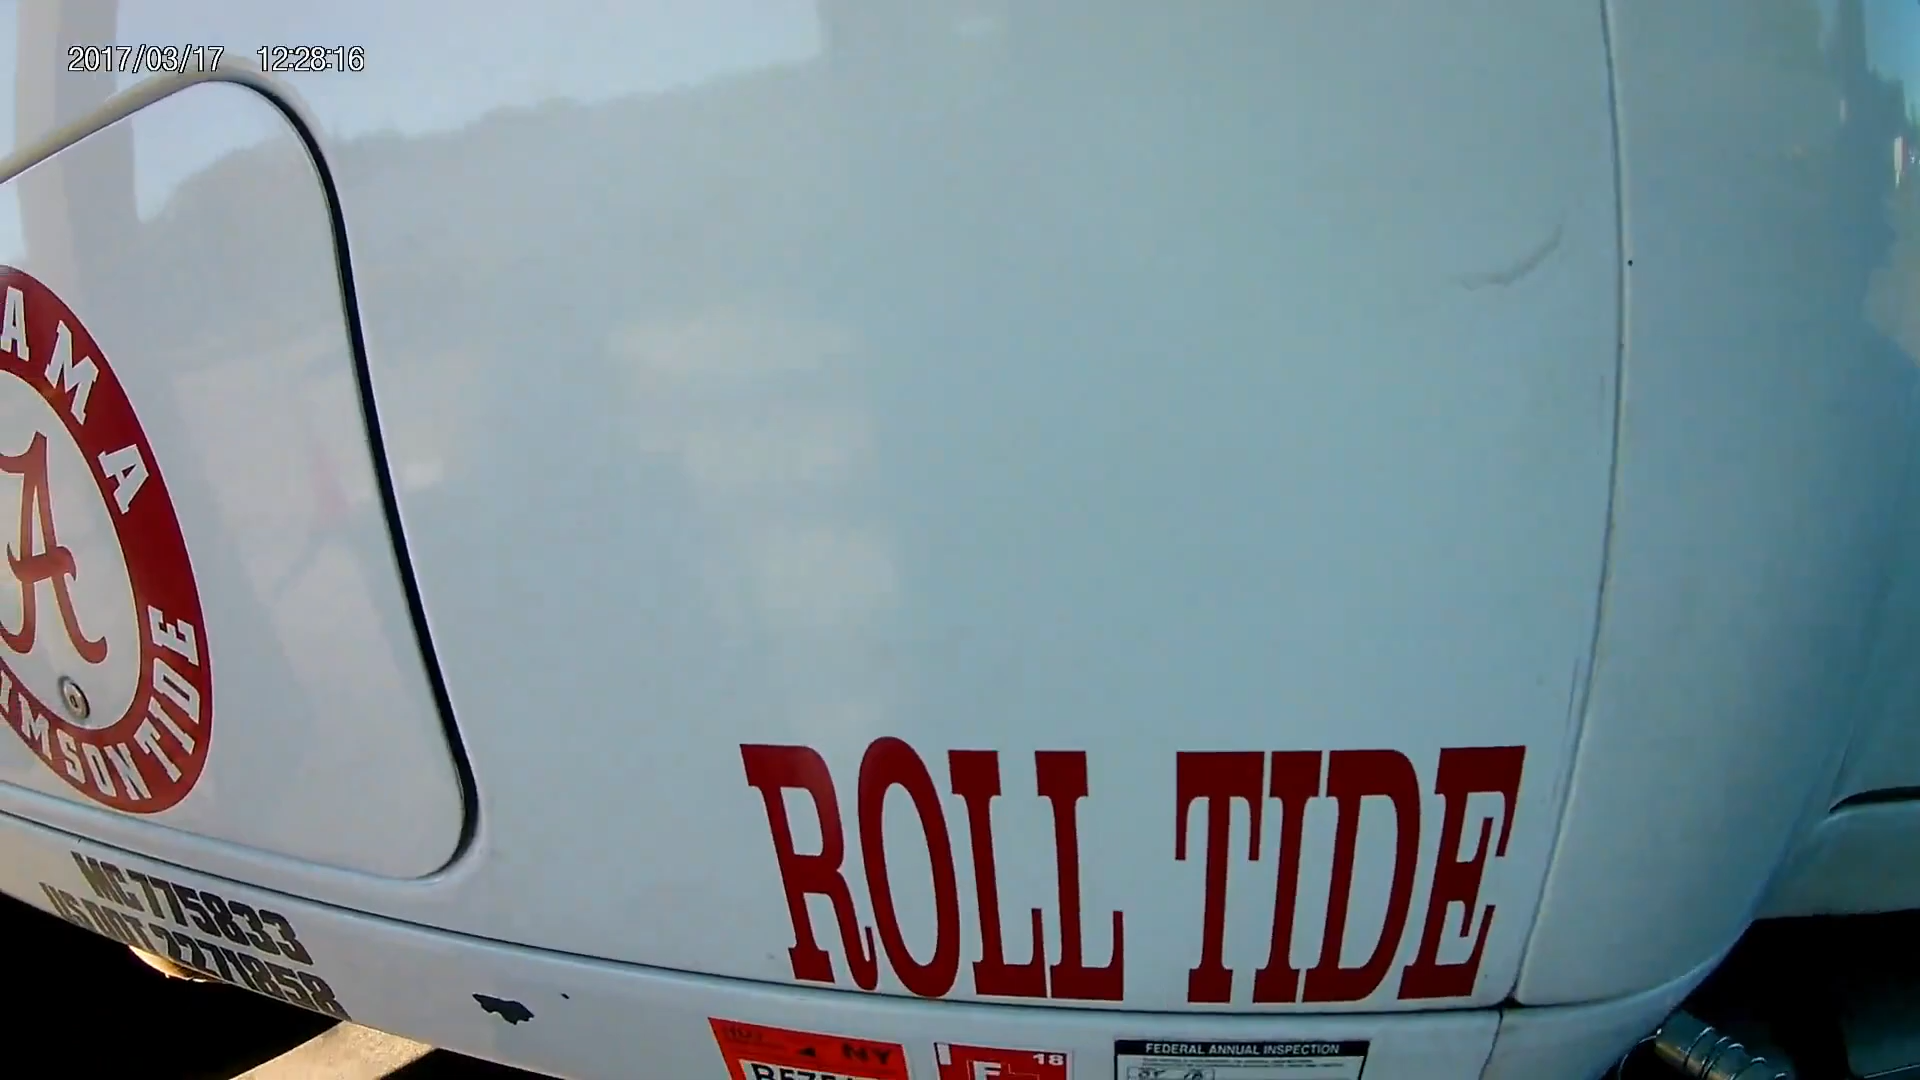 2017/03/17 12:28:16
AMA
A
IMSON TIDE
MC775833
US DOT 2271858
ROLL TIDE
NY
F
18
FEDERAL ANNUAL INSPECTION